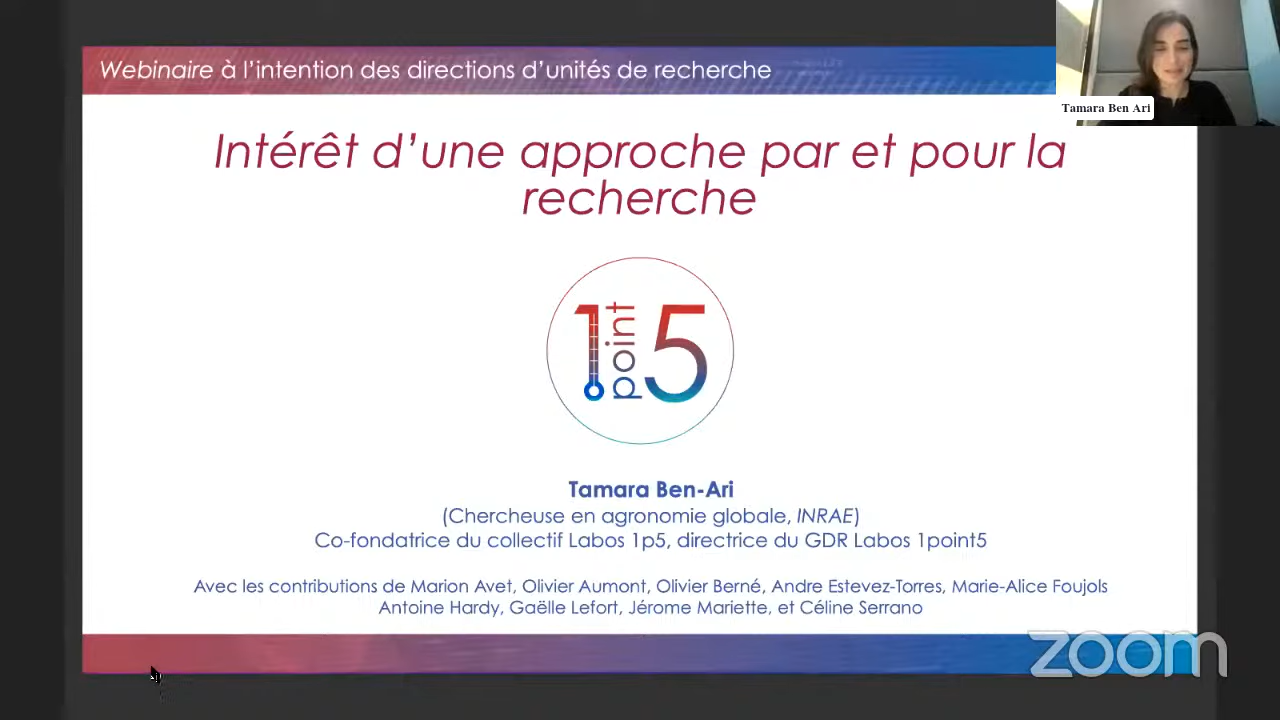 Webinaire à l'intention des directions d'unités de recherche
Tamara Ben Ari
Intérêt d'une approche par et pour la
recherche
1point5
Tamara Ben-Ari
(Chercheuse en agronomie globale, INRAE)
Co-fondatrice du collectif Labos 1p5, directrice du GDR Labos 1point5
Avec les contributions de Marion Avet, Olivier Aumont, Olivier Berné, Andre Estevez-Torres, Marie-Alice Foujols
Antoine Hardy, Gaëlle Lefort, Jérome Mariette, et Céline Serrano
zoom